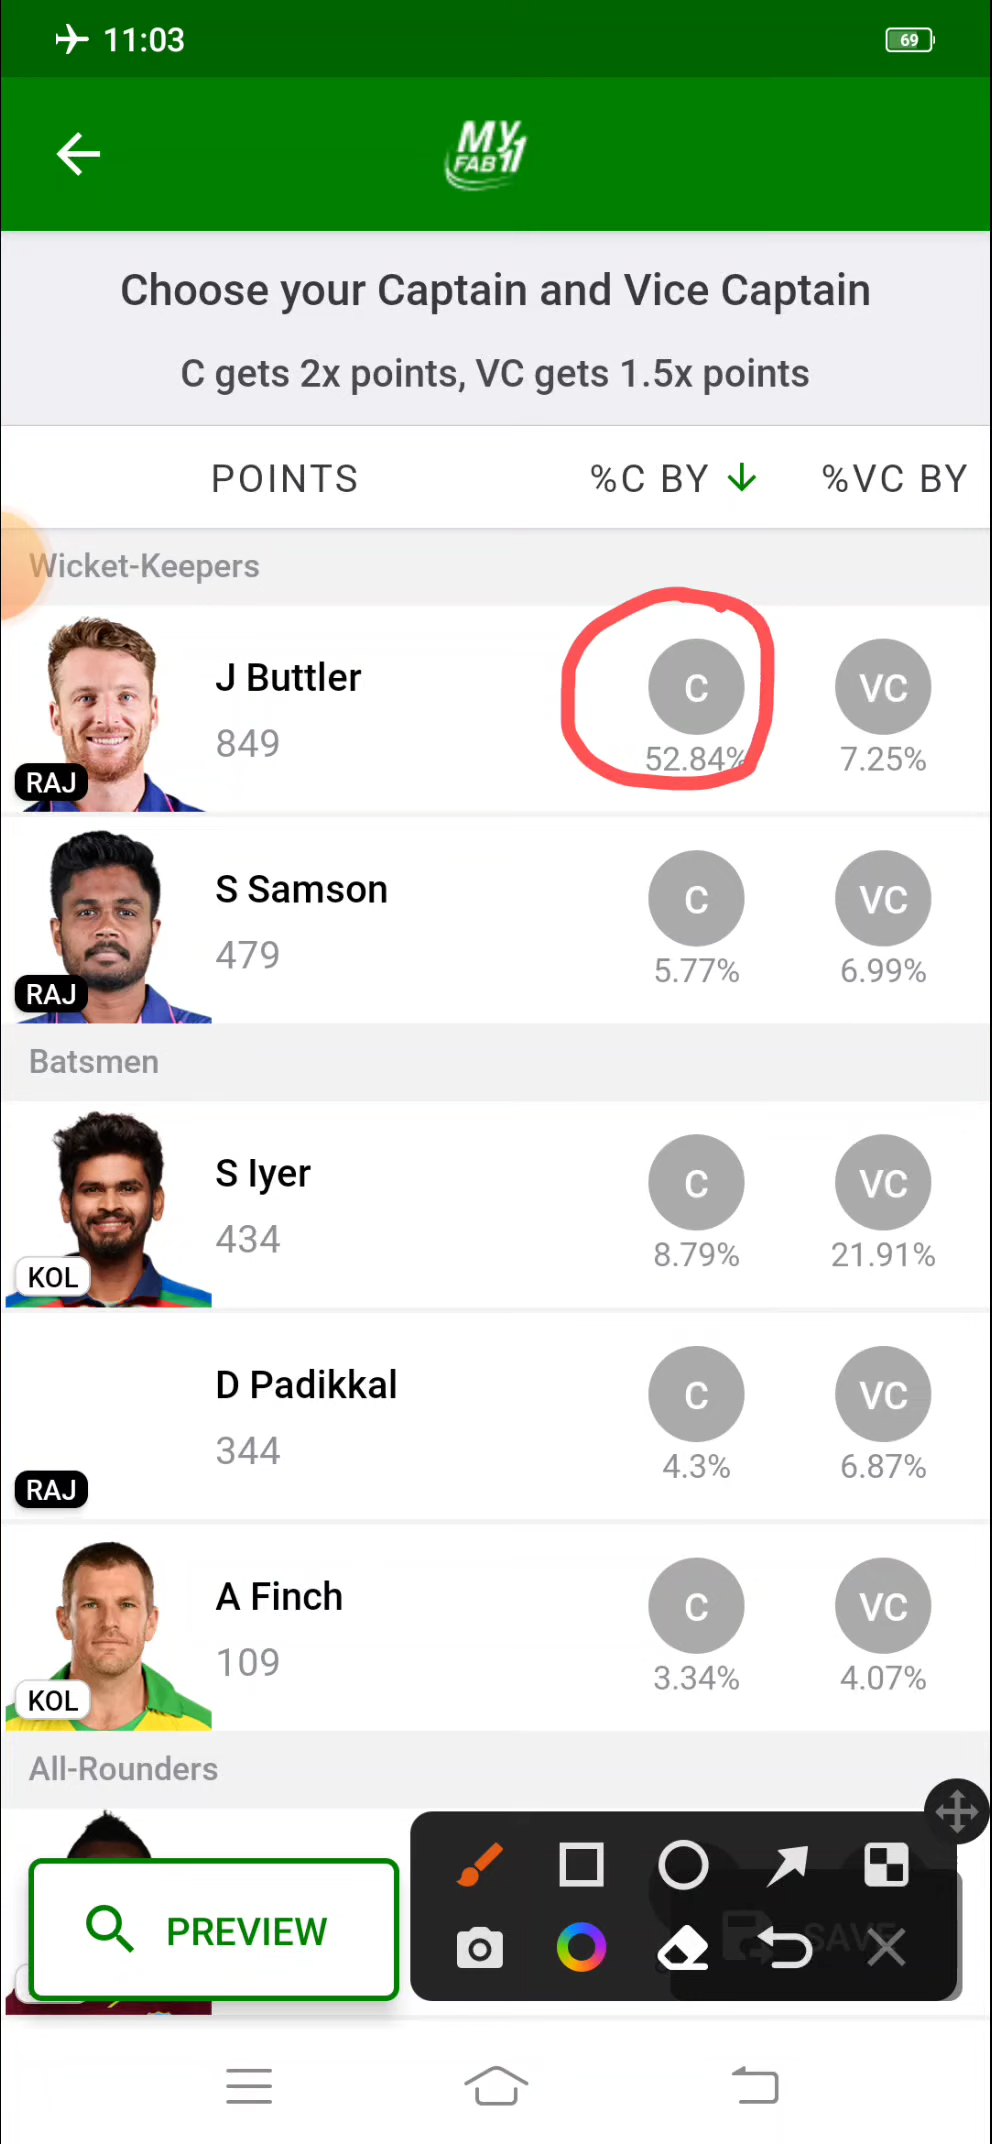 11:03
69
MY
FAB11
Choose your Captain and Vice Captain
C gets 2x points, VC gets 1.5x points
POINTS %C BY %VC BY
Wicket-Keepers
J Buttler
849
RAJ
C
52.84%
VC
7.25%
S Samson
479
RAJ
C
5.77%
VC
6.99%
Batsmen
S Iyer
434
KOL
C
8.79%
VC
21.91%
D Padikkal
344
RAJ
C
4.3%
VC
6.87%
A Finch
109
KOL
C
3.34%
VC
4.07%
All-Rounders
PREVIEW
SAVE